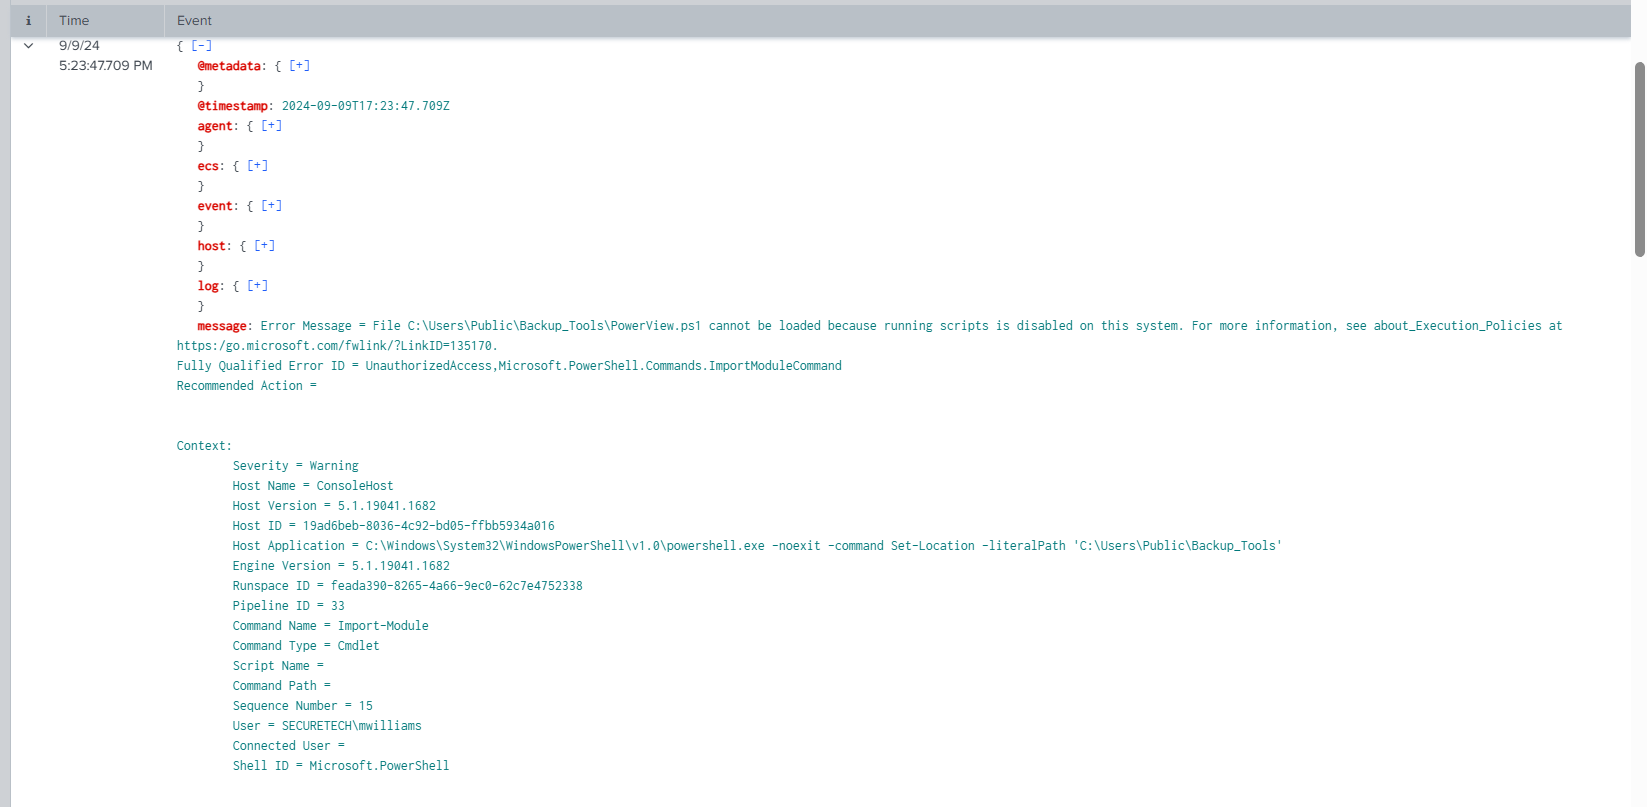 i Time Event
9/9/24 { [-]
5:23:47.709 PM @metadata: { [+]
}
@timestamp: 2024-09-09T17:23:47.709Z
agent: { [+]
}
ecs: { [+]
}
event: { [+]
}
host: { [+]
}
log: { [+]
}
message: Error Message = File C:\Users\Public\Backup_Tools\PowerView.ps1 cannot be loaded because running scripts is disabled on this system. For more information, see about_Execution_Policies at
https:/go.microsoft.com/fwlink/?LinkID=135170.
Fully Qualified Error ID = UnauthorizedAccess,Microsoft.PowerShell.Commands.ImportModuleCommand
Recommended Action =
Context:
Severity = Warning
Host Name = ConsoleHost
Host Version = 5.1.19041.1682
Host ID = 19ad6beb-8036-4c92-bd05-ffbb5934a016
Host Application = C:\Windows\System32\WindowsPowerShell\v1.0\powershell.exe -noexit -command Set-Location -literalPath 'C:\Users\Public\Backup_Tools'
Engine Version = 5.1.19041.1682
Runspace ID = feada390-8265-4a66-9ec0-62c7e4752338
Pipeline ID = 33
Command Name = Import-Module
Command Type = Cmdlet
Script Name =
Command Path =
Sequence Number = 15
User = SECURETECH\mwilliams
Connected User =
Shell ID = Microsoft.PowerShell